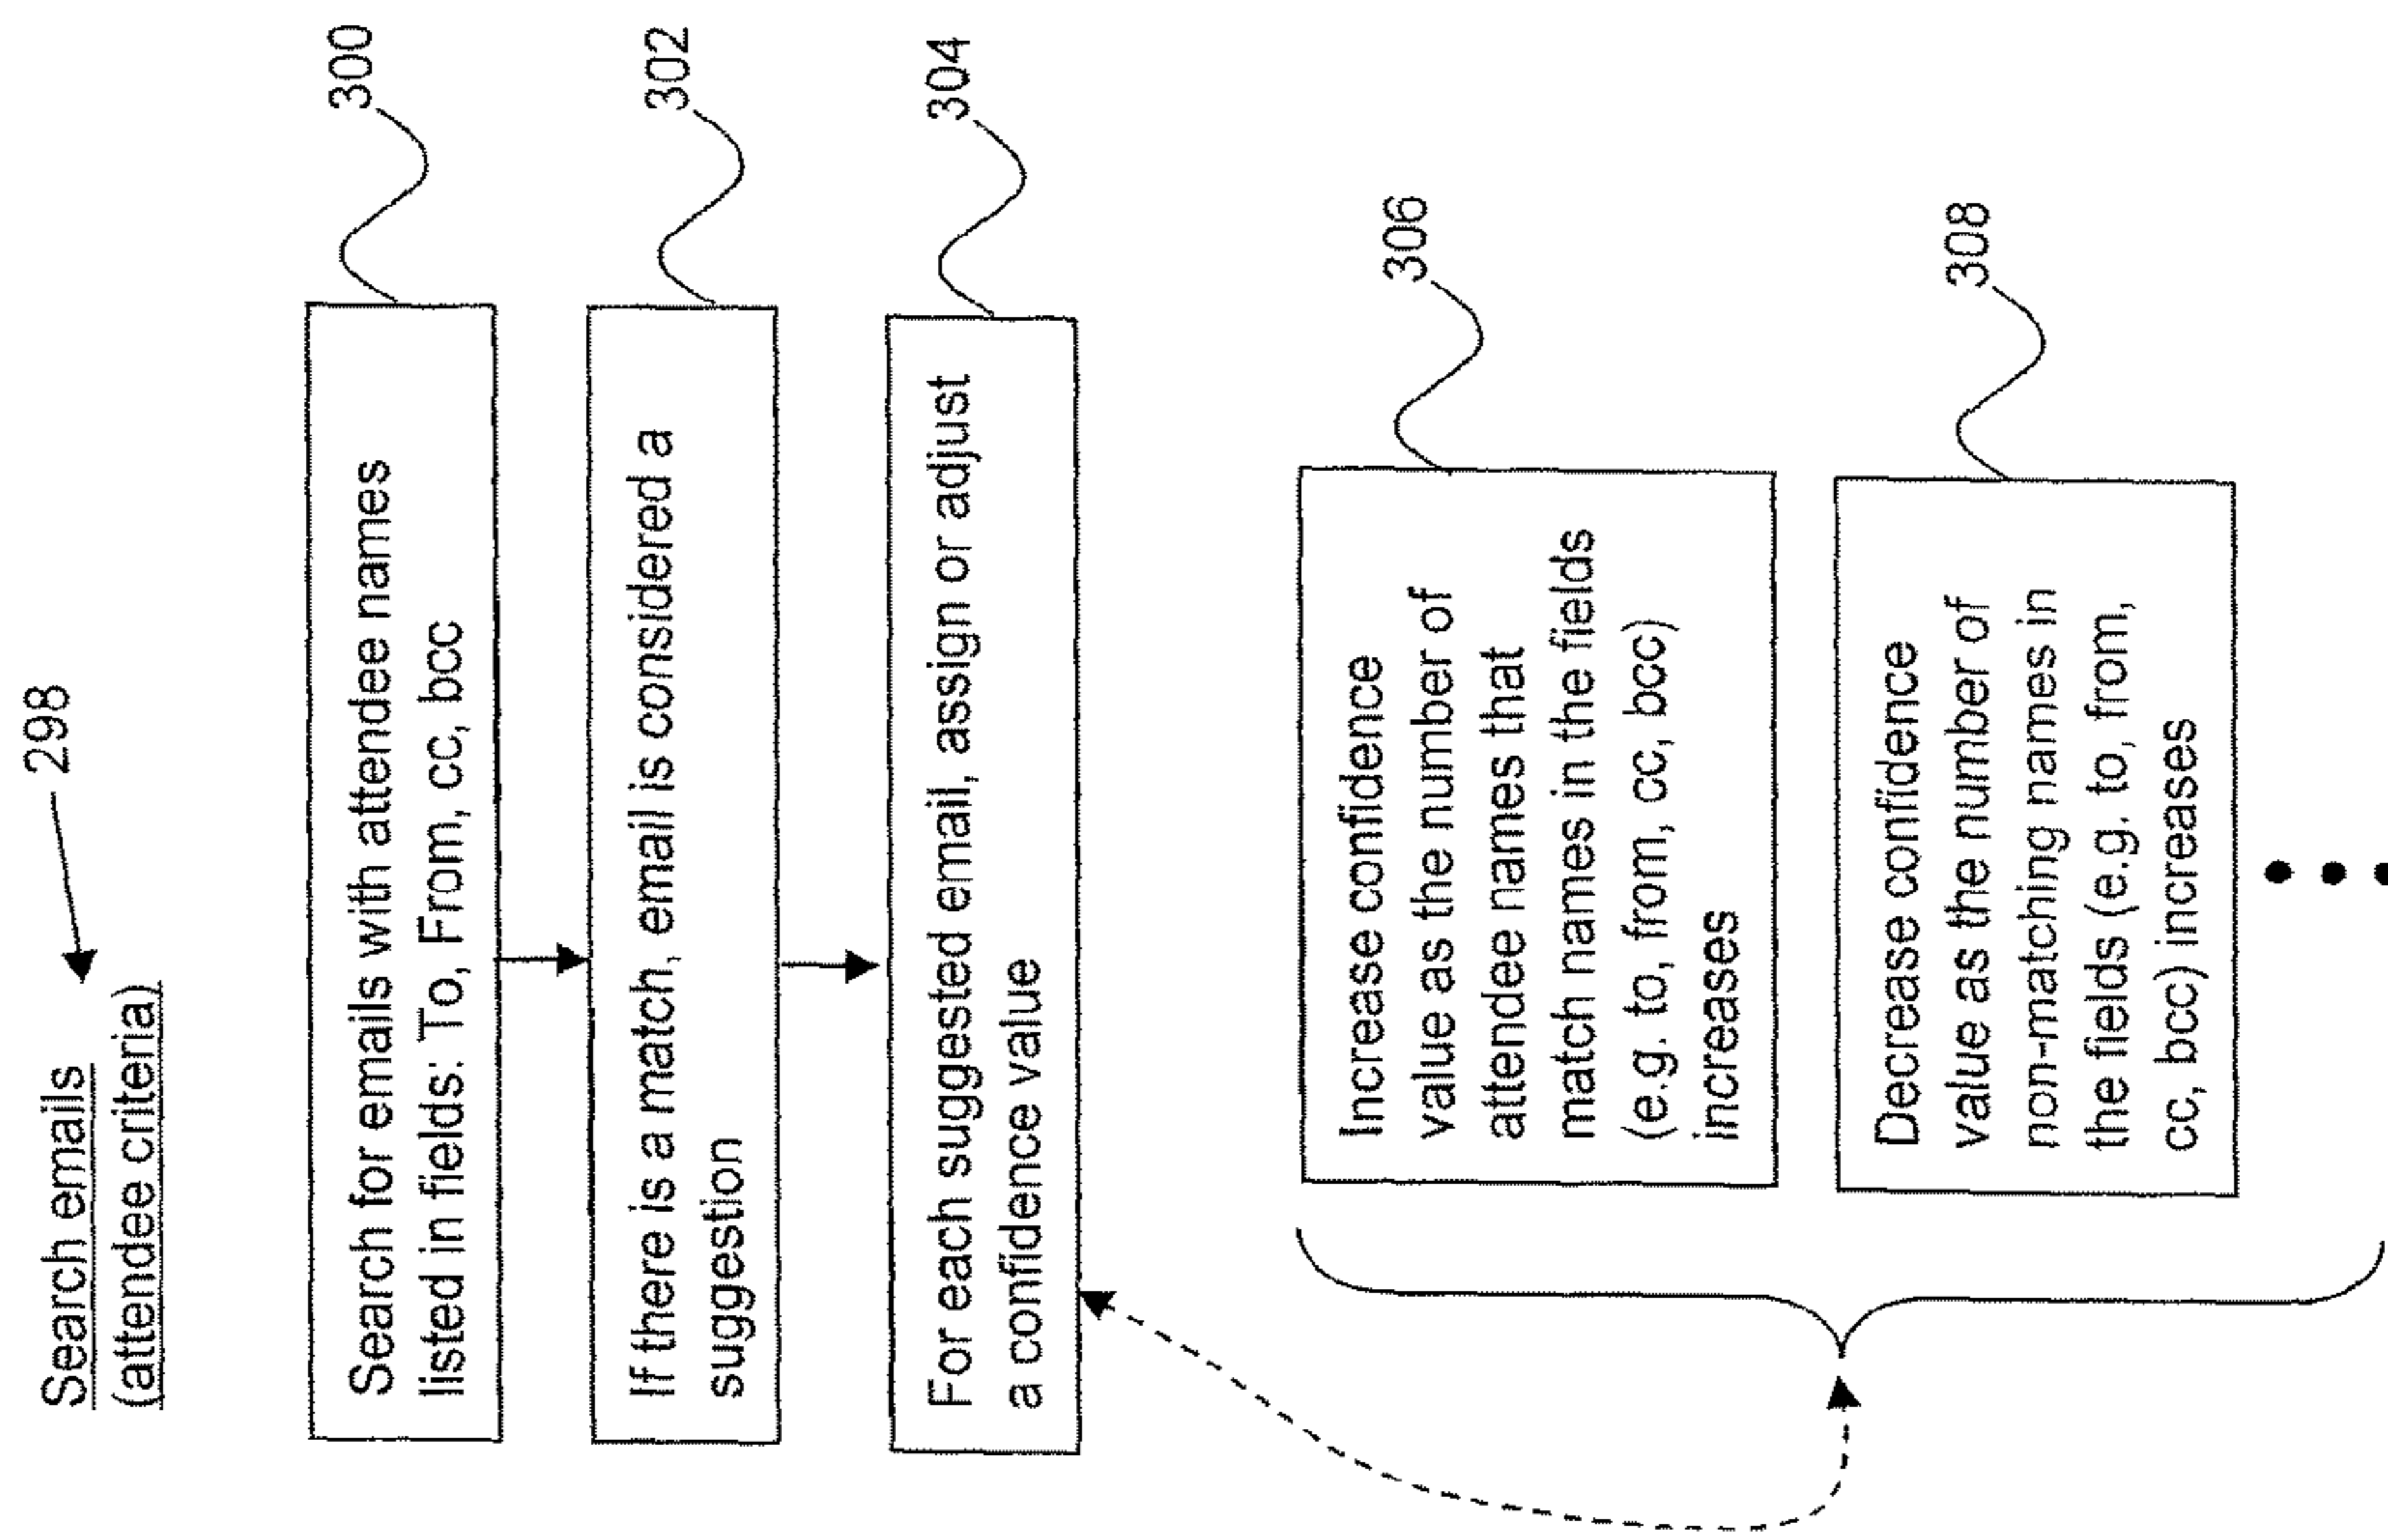 298
Search emails
(attendee criteria)
300
Search for emails with attendee names
listed in fields: To, From, cc, bcc
302
If there is a match, email is considered a
suggestion
304
For each suggested email, assign or adjust
a confidence value
306
Increase confidence
value as the number of
attendee names that
match names in the fields
(e.g. to, from, cc, bcc)
increases
308
Decrease confidence
value as the number of
non-matching names in
the fields (e.g. to, from,
cc, bcc) increases